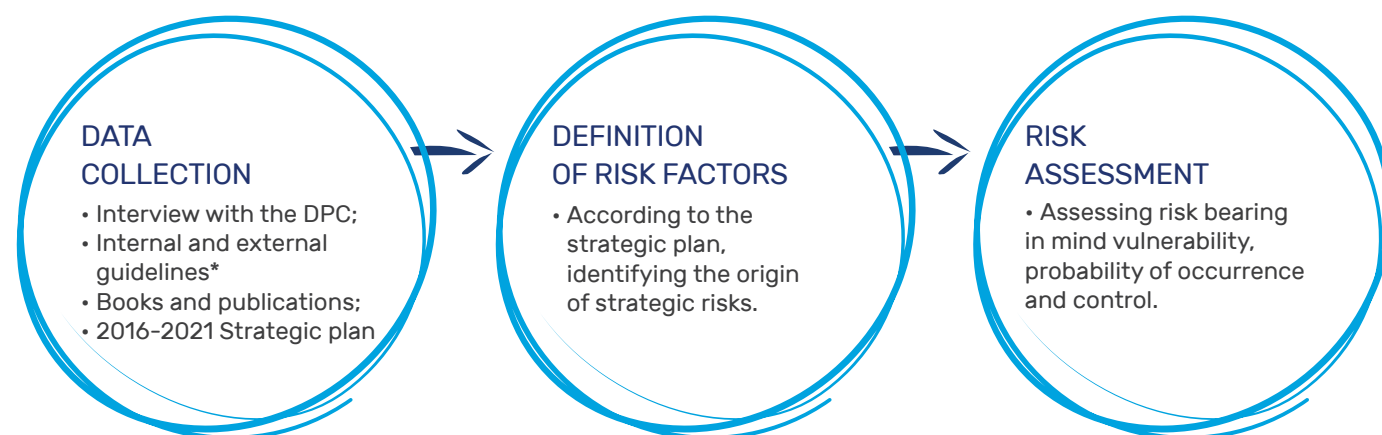 DATA
COLLECTION
• Interview with the DPC;
• Internal and external
guidelines*
• Books and publications;
• 2016-2021 Strategic plan
DEFINITION
OF RISK FACTORS
• According to the
strategic plan,
identifying the origin
of strategic risks.
RISK
ASSESSMENT
• Assessing risk bearing
in mind vulnerability,
probability of occurrence
and control.